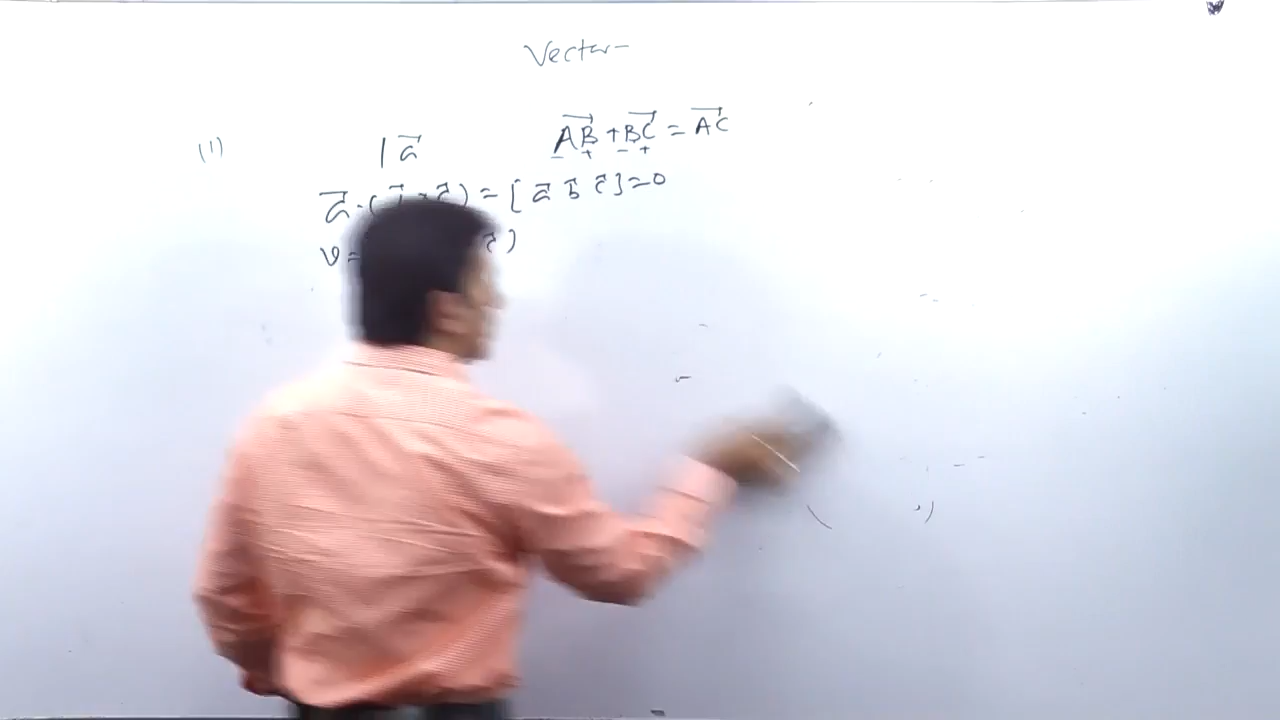 Vector
(1) |a⃗ A⃗B⃗ + B⃗C⃗ = A⃗C⃗
- + - +
a⃗ · ( ) = [ a⃗ b⃗ c⃗ ] = 0
v = c⃗ )
( )